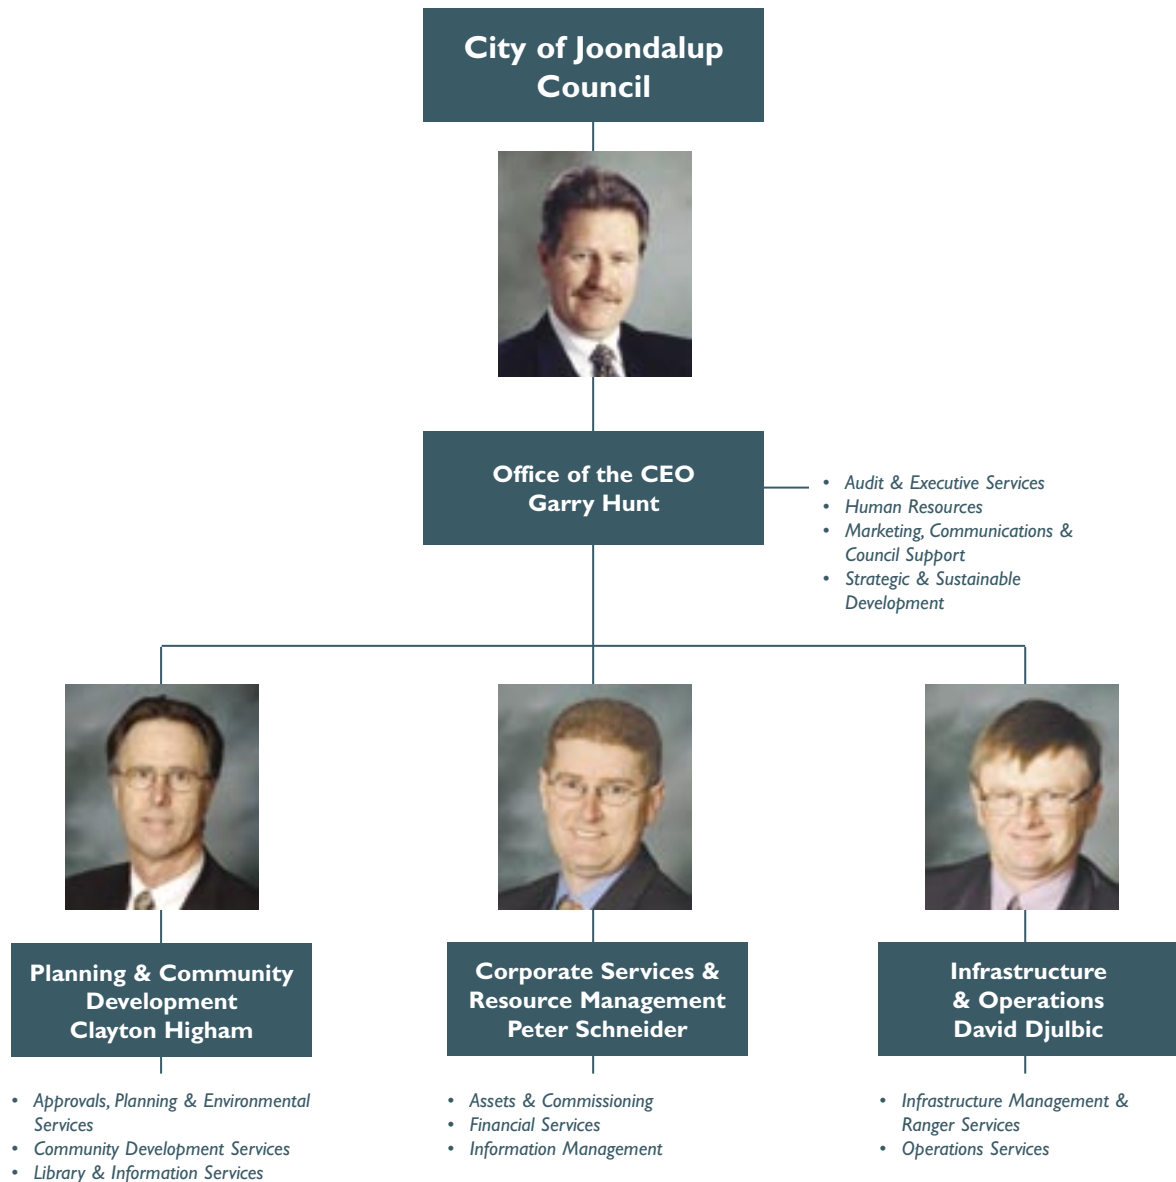 City of Joondalup
Council
Office of the CEO
Garry Hunt
• Audit & Executive Services
• Human Resources
• Marketing, Communications &
Council Support
• Strategic & Sustainable
Development
Planning & Community
Development
Clayton Higham
• Approvals, Planning & Environmental
Services
• Community Development Services
• Library & Information Services
Corporate Services &
Resource Management
Peter Schneider
• Assets & Commissioning
• Financial Services
• Information Management
Infrastructure
& Operations
David Djulbic
• Infrastructure Management &
Ranger Services
• Operations Services